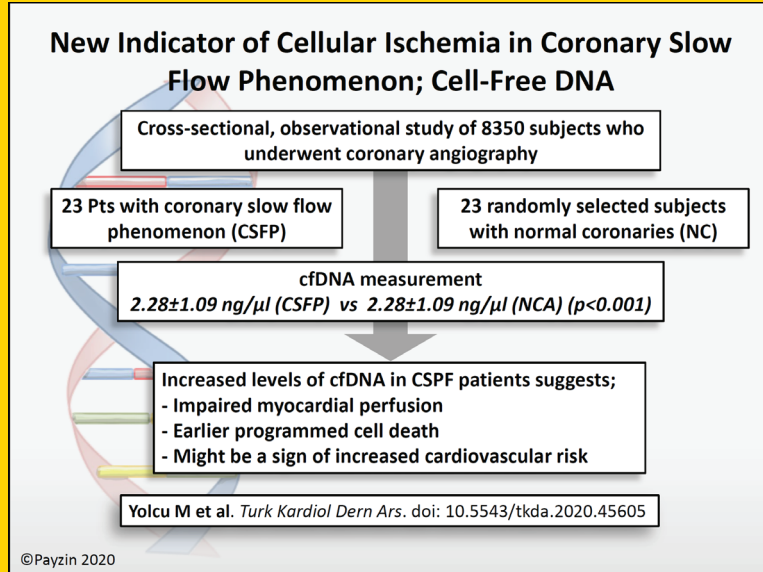 New Indicator of Cellular Ischemia in Coronary Slow
Flow Phenomenon; Cell-Free DNA
Cross-sectional, observational study of 8350 subjects who
underwent coronary angiography
23 Pts with coronary slow flow
phenomenon (CSFP)
23 randomly selected subjects
with normal coronaries (NC)
cfDNA measurement
2.28±1.09 ng/µl (CSFP) vs 2.28±1.09 ng/µl (NCA) (p<0.001)
Increased levels of cfDNA in CSPF patients suggests;
- Impaired myocardial perfusion
- Earlier programmed cell death
- Might be a sign of increased cardiovascular risk
Yolcu M et al. Turk Kardiol Dern Ars. doi: 10.5543/tkda.2020.45605
©Payzin 2020